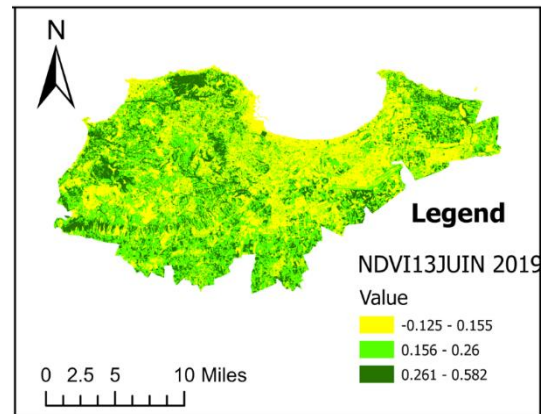 N
Legend
NDVI13JUIN 2019
Value
-0.125 - 0.155
0.156 - 0.26
0.261 - 0.582
0 2.5 5 10 Miles